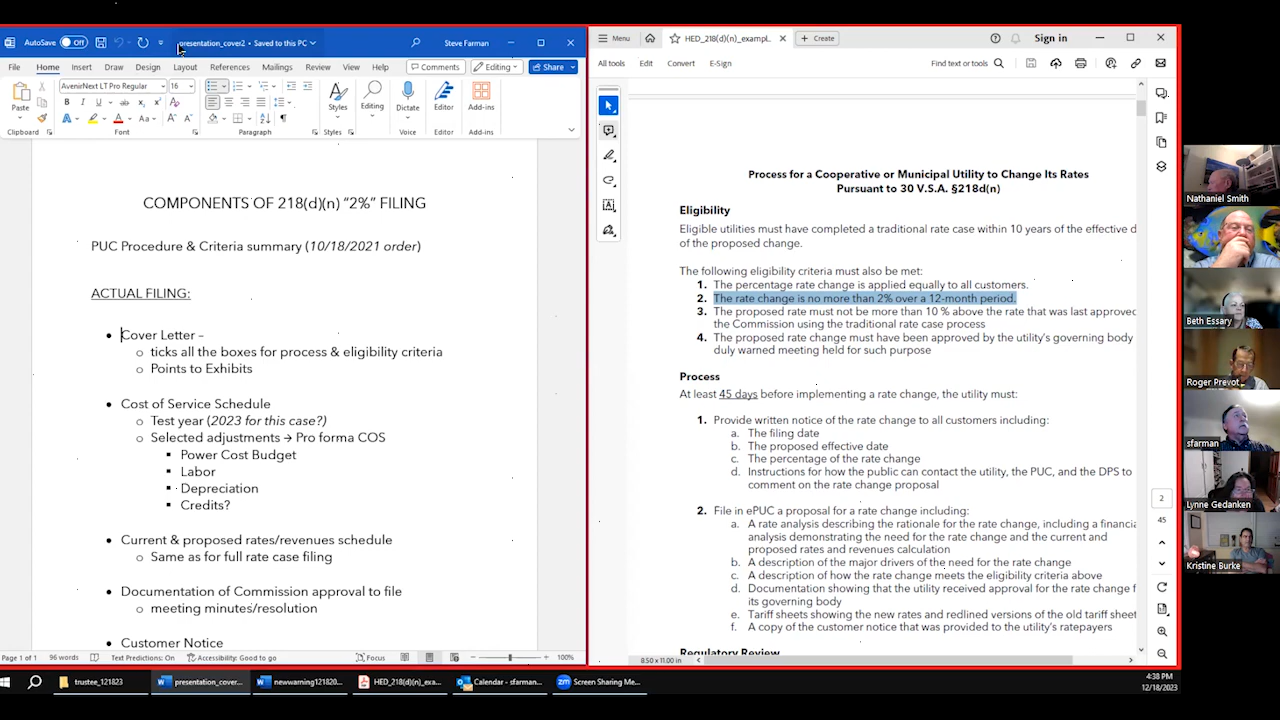 AutoSave Off
presentation_cover2 • Saved to this PC
Steve Farman
File Home Insert Draw Design Layout References Mailings Review View Help Comments Editing Share
AvenirNext LT Pro Regular 16
Paste
Styles
Editing
Dictate
Editor
Add-ins
Clipboard Font Paragraph Styles Voice Editor Add-ins
COMPONENTS OF 218(d)(n) “2%” FILING
PUC Procedure & Criteria summary (10/18/2021 order)
ACTUAL FILING:
• Cover Letter –
o ticks all the boxes for process & eligibility criteria
o Points to Exhibits
• Cost of Service Schedule
o Test year (2023 for this case?)
o Selected adjustments → Pro forma COS
▪ Power Cost Budget
▪ Labor
▪ Depreciation
▪ Credits?
• Current & proposed rates/revenues schedule
o Same as for full rate case filing
• Documentation of Commission approval to file
o meeting minutes/resolution
• Customer Notice
Page 1 of 1 96 words Text Predictions: On Accessibility: Good to go Focus 100%
Menu HED_218(d)(n)_exampl... Create Sign in
All tools Edit Convert E-Sign Find text or tools
Process for a Cooperative or Municipal Utility to Change Its Rates
Pursuant to 30 V.S.A. §218d(n)
Eligibility
Eligible utilities must have completed a traditional rate case within 10 years of the effective d
of the proposed change.
The following eligibility criteria must also be met:
1. The percentage rate change is applied equally to all customers.
2. The rate change is no more than 2% over a 12-month period.
3. The proposed rate must not be more than 10 % above the rate that was last approved
the Commission using the traditional rate case process
4. The proposed rate change must have been approved by the utility's governing body
duly warned meeting held for such purpose
Process
At least 45 days before implementing a rate change, the utility must:
1. Provide written notice of the rate change to all customers including:
a. The filing date
b. The proposed effective date
c. The percentage of the rate change
d. Instructions for how the public can contact the utility, the PUC, and the DPS to
comment on the rate change proposal
2. File in ePUC a proposal for a rate change including:
a. A rate analysis describing the rationale for the rate change, including a financia
analysis demonstrating the need for the rate change and the current and
proposed rates and revenues calculation
b. A description of the major drivers of the need for the rate change
c. A description of how the rate change meets the eligibility criteria above
d. Documentation showing that the utility received approval for the rate change f
its governing body
e. Tariff sheets showing the new rates and redlined versions of the old tariff sheet
f. A copy of the customer notice that was provided to the utility's ratepayers
Regulatory Review
8.50 x 11.00 in
2
45
Nathaniel Smith
Beth Essary
Roger Prevot
sfarman
Lynne Gedanken
Kristine Burke
trustee_121823
presentation_cover...
newwarning121820...
HED_218(d)(n)_exa...
Calendar - sfarman...
Screen Sharing Me...
4:38 PM
12/18/2023